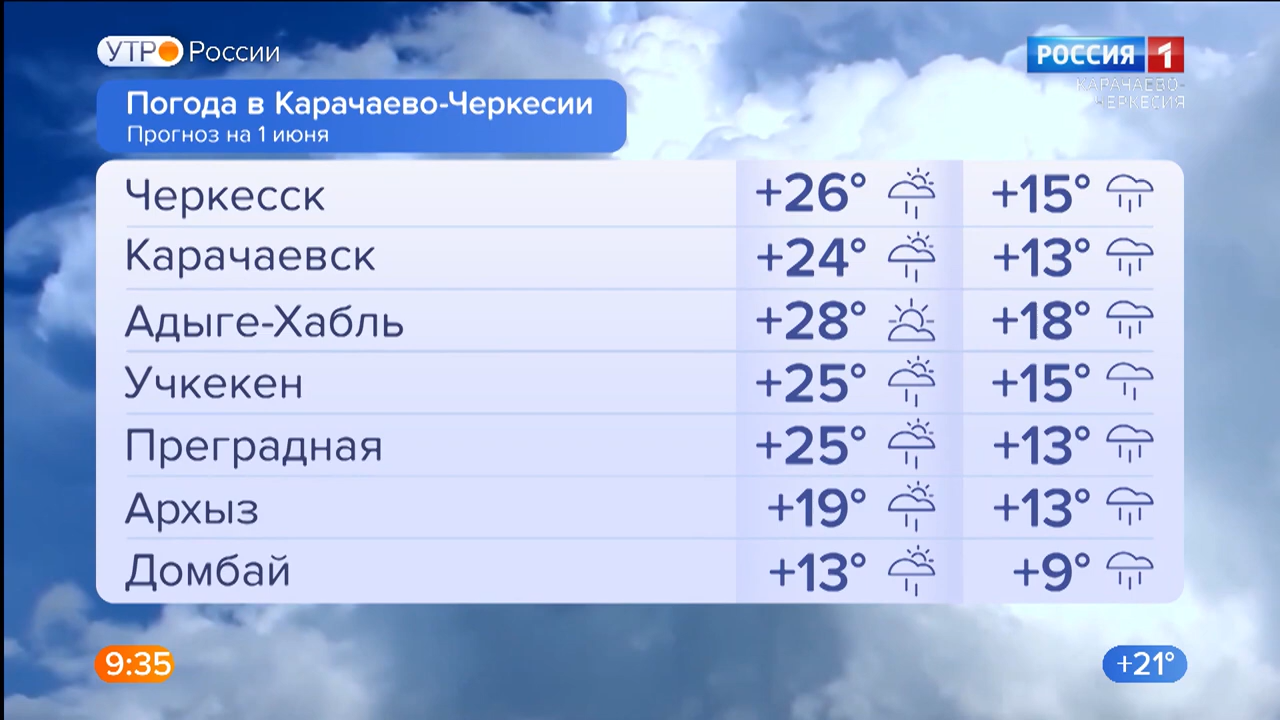 УТРО России
РОССИЯ 1
КАРАЧАЕВО-
ЧЕРКЕСИЯ
Погода в Карачаево-Черкесии
Прогноз на 1 июня
Черкесск +26° +15°
Карачаевск +24° +13°
Адыге-Хабль +28° +18°
Учкекен +25° +15°
Преградная +25° +13°
Архыз +19° +13°
Домбай +13° +9°
9:35 +21°